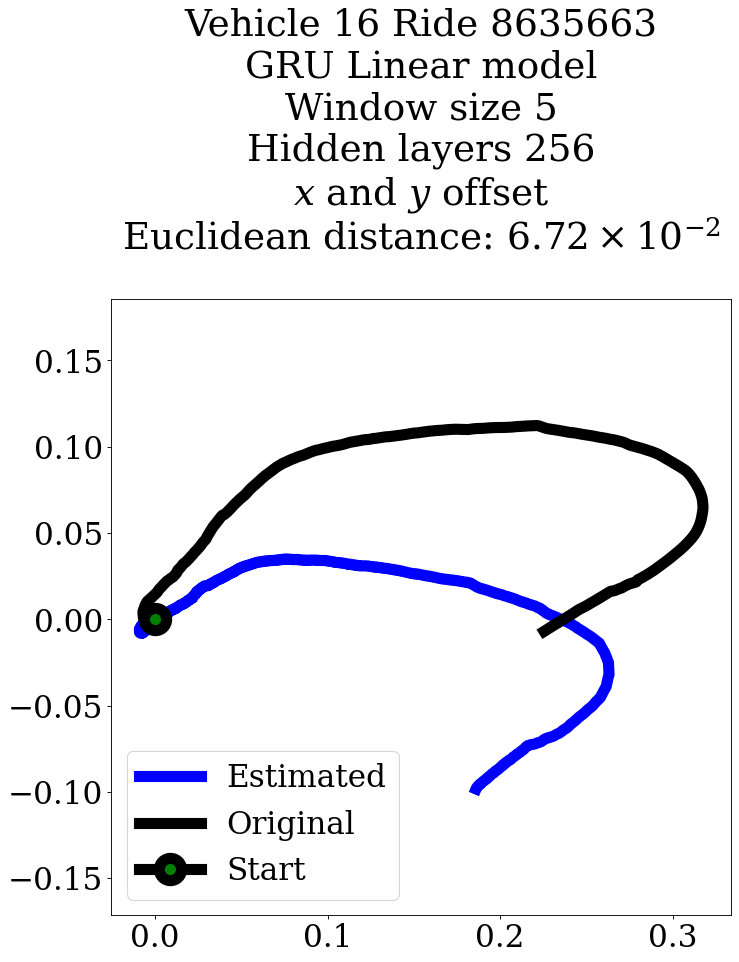 Vehicle 16 Ride 8635663
GRU Linear model
Window size 5
Hidden layers 256
x and y offset
Euclidean distance: 6.72 × 10⁻²
0.15
0.10
0.05
0.00
−0.05
−0.10
−0.15
Estimated
Original
Start
0.0 0.1 0.2 0.3